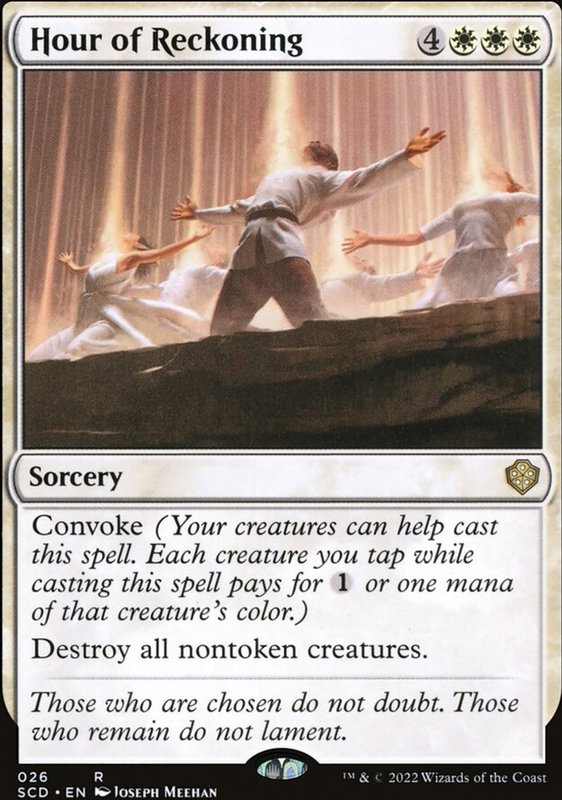 Hour of Reckoning 4
Sorcery
Convoke (Your creatures can help cast
this spell. Each creature you tap while
casting this spell pays for 1 or one mana
of that creature's color.)
Destroy all nontoken creatures.
Those who are chosen do not doubt. Those
who remain do not lament.
026 R
SCD • EN Joseph Meehan ™ & © 2022 Wizards of the Coast